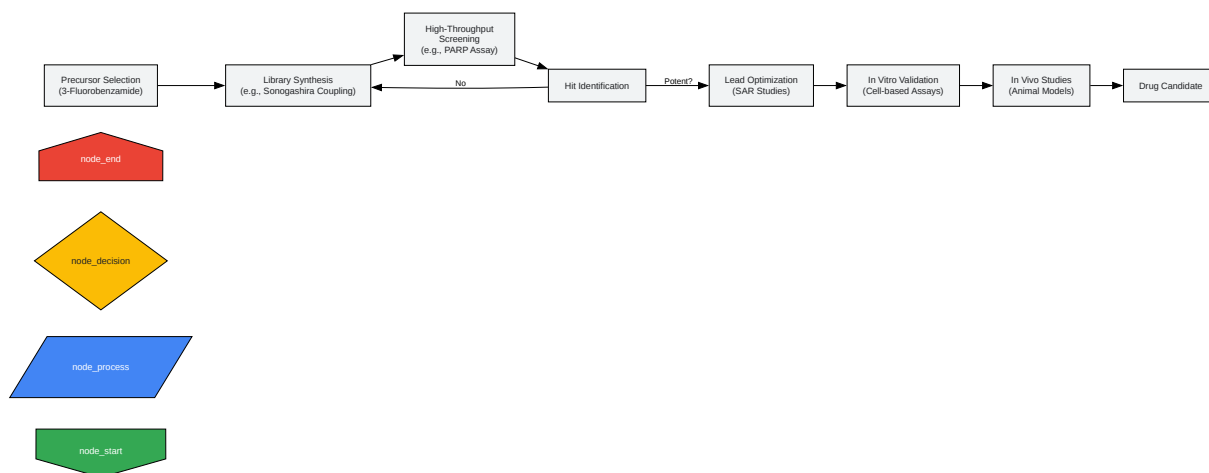 High-Throughput
Screening
(e.g., PARP Assay)
Precursor Selection
(3-Fluorobenzamide)
Library Synthesis
(e.g., Sonogashira Coupling)
No
Hit Identification
Potent?
Lead Optimization
(SAR Studies)
In Vitro Validation
(Cell-based Assays)
In Vivo Studies
(Animal Models)
Drug Candidate
node_end
node_decision
node_process
node_start